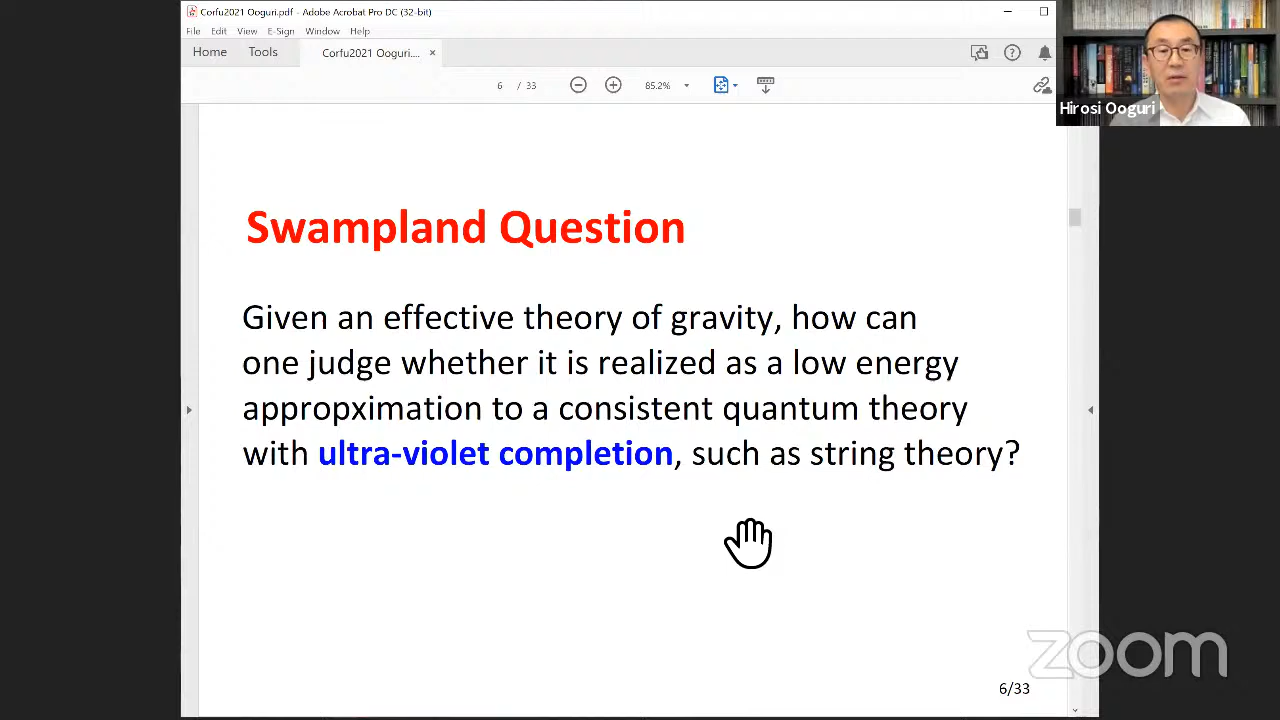 Corfu2021 Ooguri.pdf - Adobe Acrobat Pro DC (32-bit)
File Edit View E-Sign Window Help
Home Tools Corfu2021 Ooguri.... ×
6 / 33 85.2%
Hirosi Ooguri
Swampland Question
Given an effective theory of gravity, how can
one judge whether it is realized as a low energy
appropximation to a consistent quantum theory
with ultra-violet completion, such as string theory?
zoom
6/33